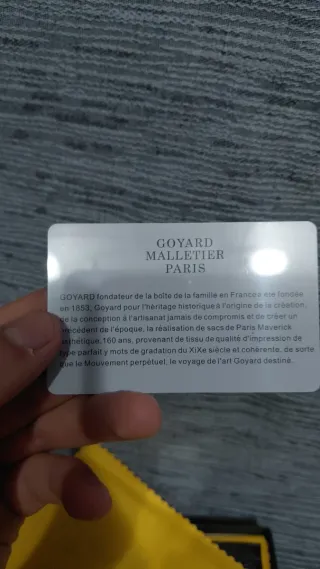 GOYARD
MALLETIER
PARIS
GOYARD fondateur de la boîte de la famille en France est fondée
en 1853, Goyard pour l'héritage historique à l'origine de la création,
de la conception à l'artisanat jamais de compromis et de créer un
précédent de l'époque, la réslisation de sacs de Paris Maverick
esthétique, 160 ans, provenant de tissu de qualité d'impression de
type parfait y mots de gradation du XiXe siècle et cohérente, de sorte
que le Mouvement perpétuel, le voyage de l'art Goyard destiné.